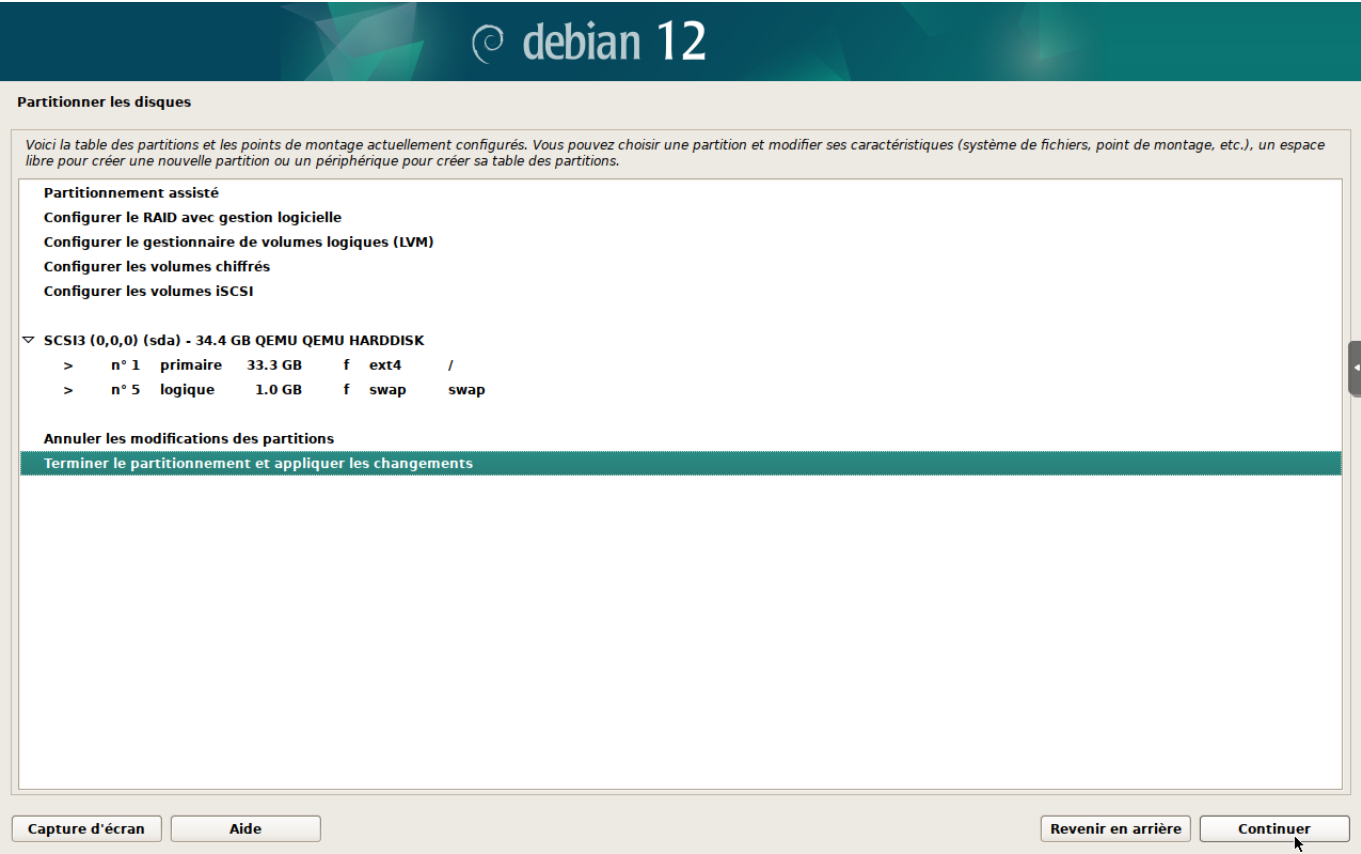 debian 12
Partitionner les disques
Voici la table des partitions et les points de montage actuellement configurés. Vous pouvez choisir une partition et modifier ses caractéristiques (système de fichiers, point de montage, etc.), un espace
libre pour créer une nouvelle partition ou un périphérique pour créer sa table des partitions.
Partitionnement assisté
Configurer le RAID avec gestion logicielle
Configurer le gestionnaire de volumes logiques (LVM)
Configurer les volumes chiffrés
Configurer les volumes iSCSI
SCSI3 (0,0,0) (sda) - 34.4 GB QEMU QEMU HARDDISK
> n° 1 primaire 33.3 GB f ext4 /
> n° 5 logique 1.0 GB f swap swap
Annuler les modifications des partitions
Terminer le partitionnement et appliquer les changements
Capture d'écran Aide Revenir en arrière Continuer